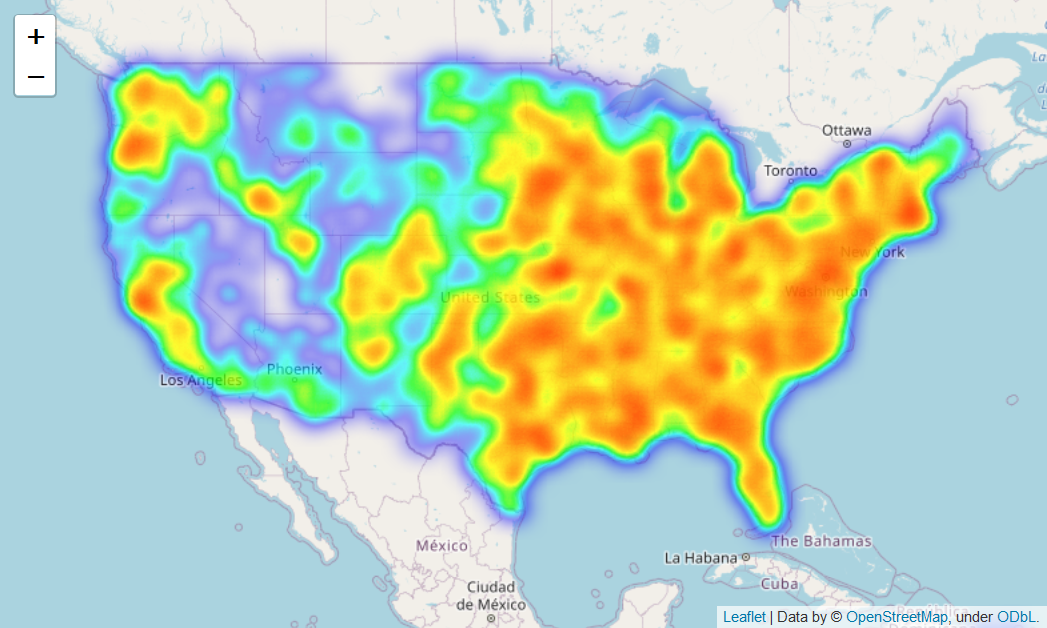 +
−
Ottawa
Toronto
New York
Washington
United States
Phoenix
Los Angeles
México
The Bahamas
La Habana
Cuba
Ciudad
de México
Leaflet | Data by © OpenStreetMap, under ODbL.